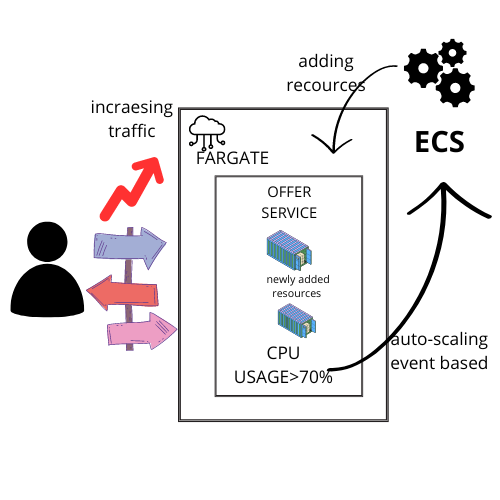 adding
recources
incraesing
traffic
ECS
FARGATE
OFFER
SERVICE
newly added
resources
CPU
USAGE>70%
auto-scaling
event based